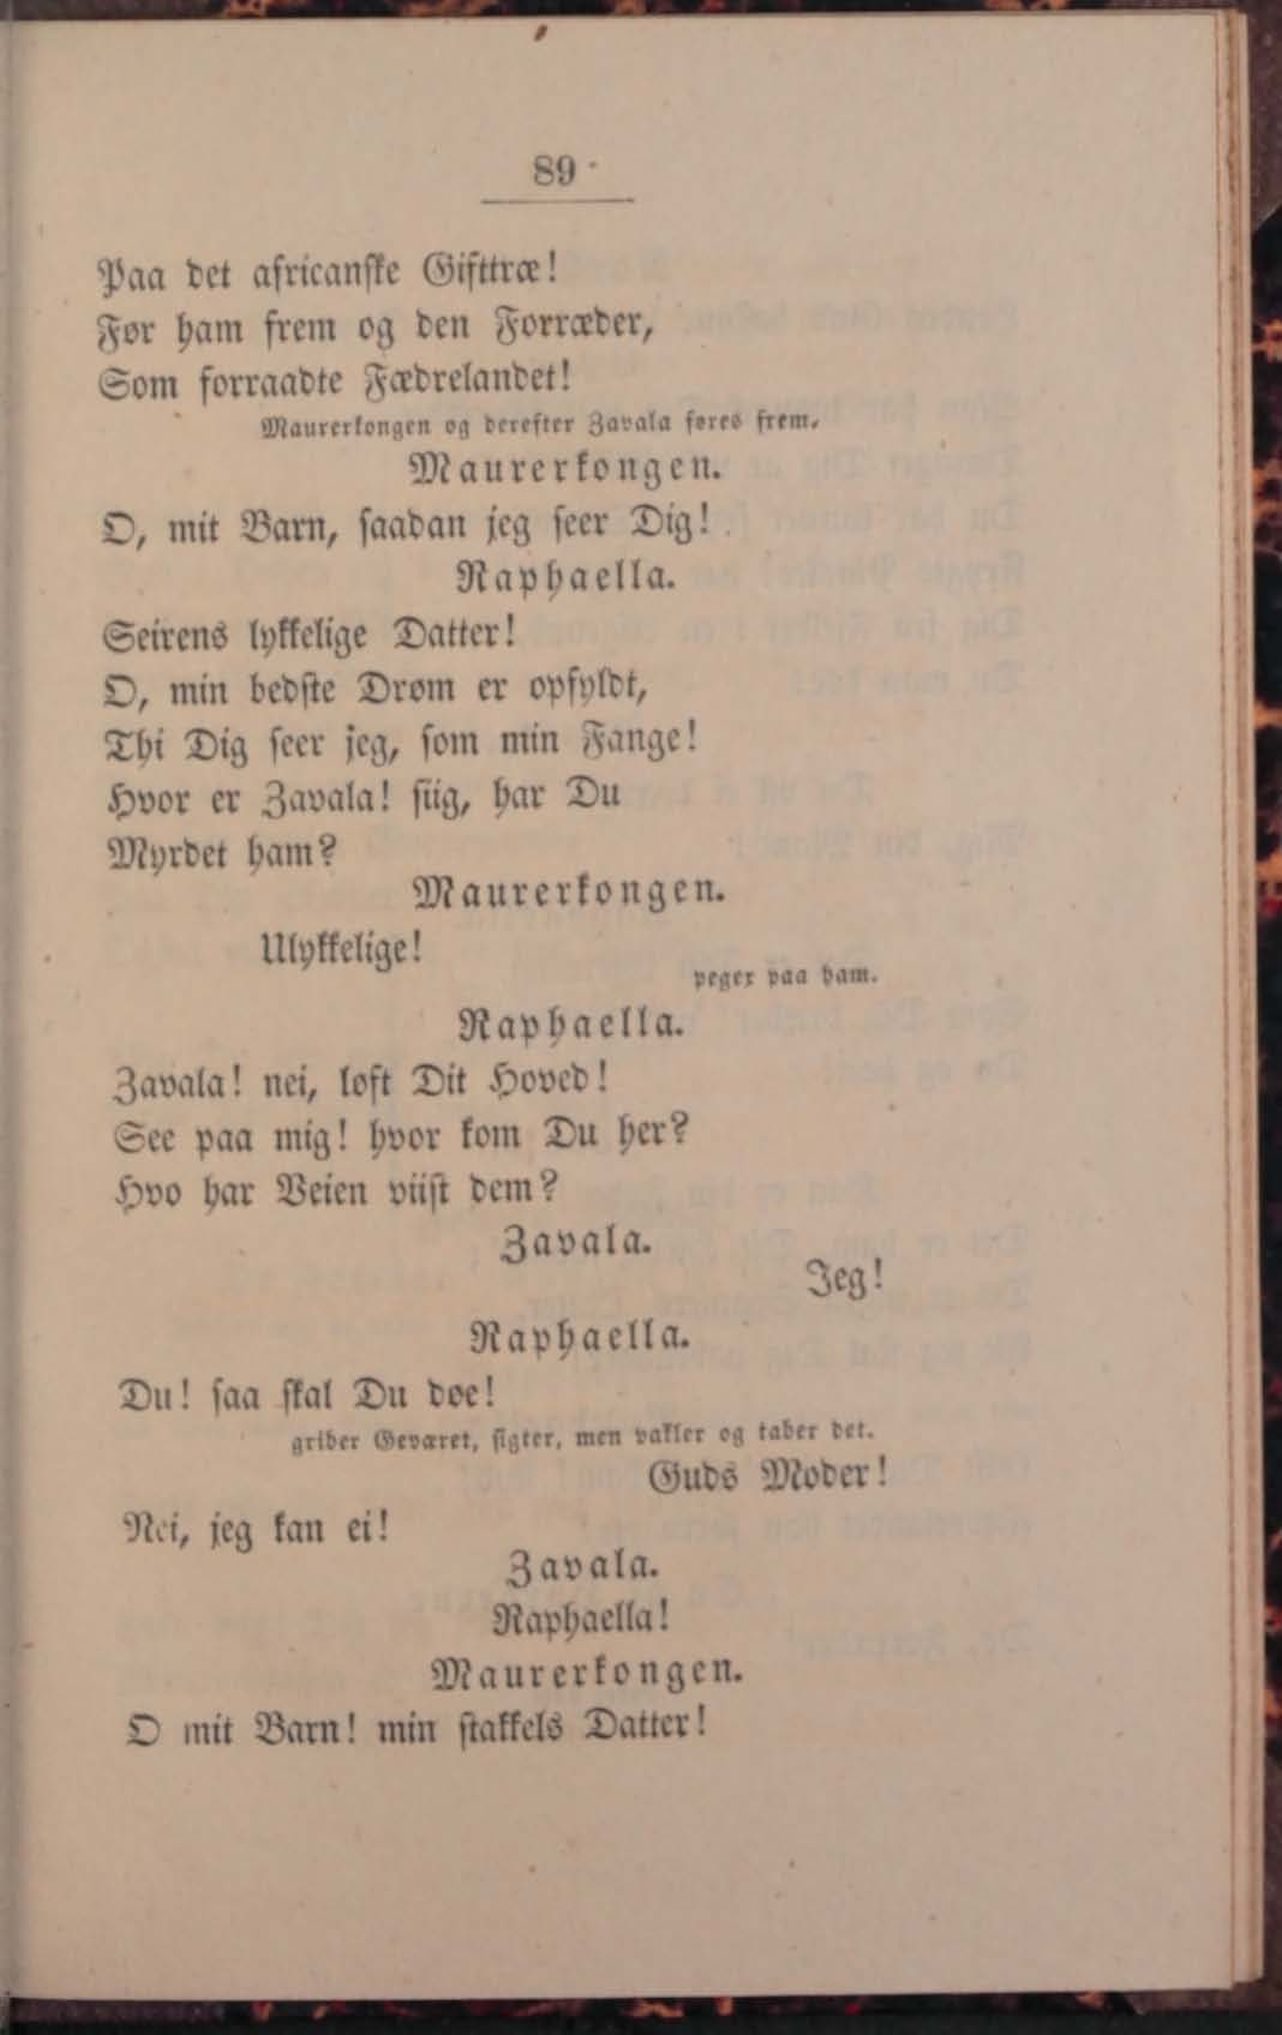 89
Paa det africanske Gifttræ!
Før ham frem og den Forræder,
Som forraadte Fædrelandet!
Maurerkongen og derefter Zavala føres frem.
Maurerkongen.
O, mit Barn, saadan jeg seer Dig!
Raphaella.
Seirens lykkelige Datter!
O, min bedste Drøm er opfyldt,
Thi Dig seer jeg, som min Fange!
Hvor er Zavala! siig, har Du
Myrdet ham?
Maurerkongen.
Ulykkelige!
peger paa ham.
Raphaella.
Zavala! nei, løft Dit Hoved!
See paa mig! hvor kom Du her?
Hvo har Veien viist dem?
Zavala.
Jeg!
Raphaella.
Du! saa skal Du døe!
griber Geværet, sigter, men vakler og taber det.
Guds Moder!
Nei, jeg kan ei!
Zavala.
Raphaella!
Maurerkongen.
O mit Barn! min stakkels Datter!